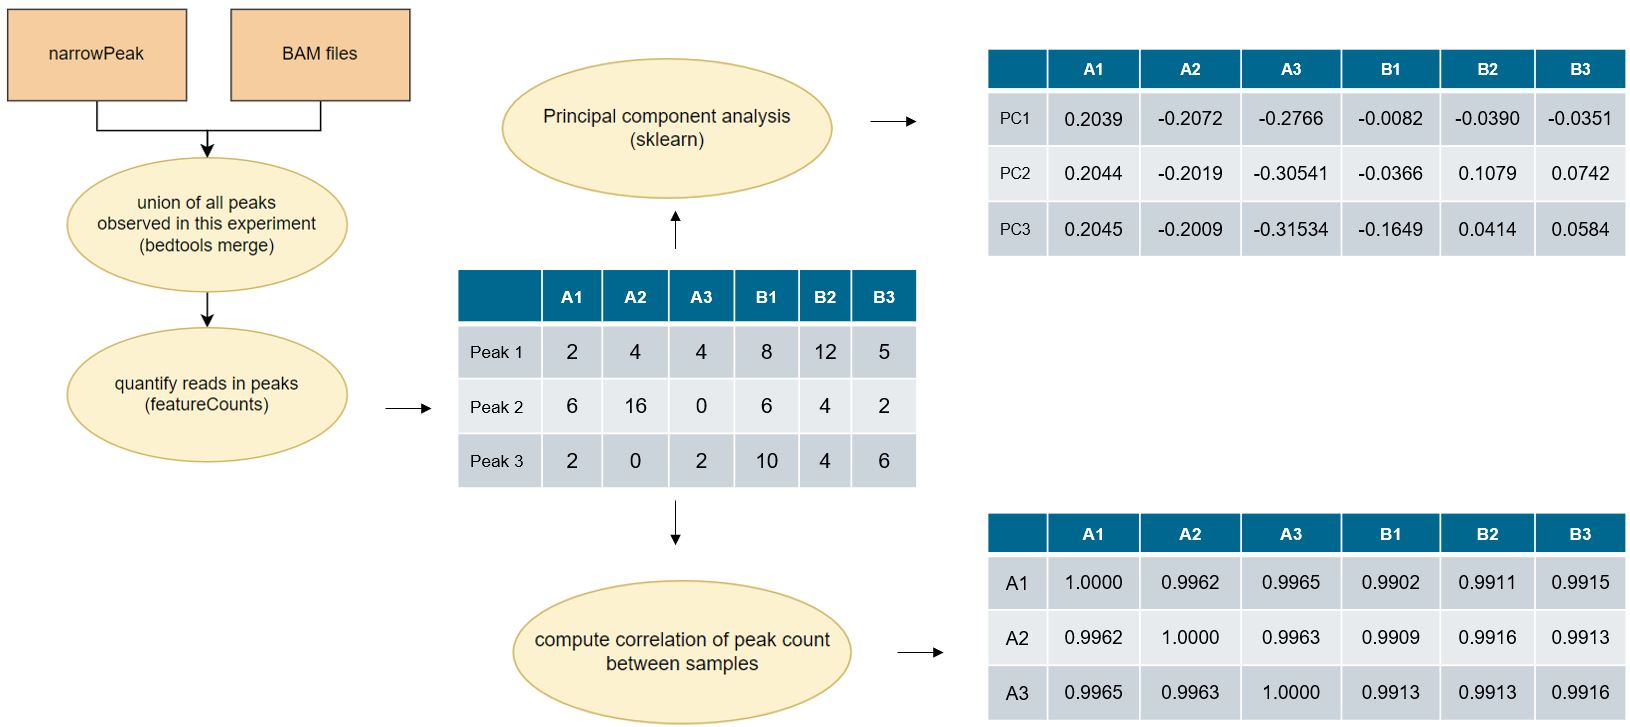 narrowPeak
BAM files
union of all peaks
observed in this experiment
(bedtools merge)
quantify reads in peaks
(featureCounts)
Principal component analysis
(sklearn)
A1 A2 A3 B1 B2 B3
Peak 1 2 4 4 8 12 5
Peak 2 6 16 0 6 4 2
Peak 3 2 0 2 10 4 6
compute correlation of peak count
between samples
A1 A2 A3 B1 B2 B3
PC1 0.2039 -0.2072 -0.2766 -0.0082 -0.0390 -0.0351
PC2 0.2044 -0.2019 -0.30541 -0.0366 0.1079 0.0742
PC3 0.2045 -0.2009 -0.31534 -0.1649 0.0414 0.0584
A1 A2 A3 B1 B2 B3
A1 1.0000 0.9962 0.9965 0.9902 0.9911 0.9915
A2 0.9962 1.0000 0.9963 0.9909 0.9916 0.9913
A3 0.9965 0.9963 1.0000 0.9913 0.9913 0.9916